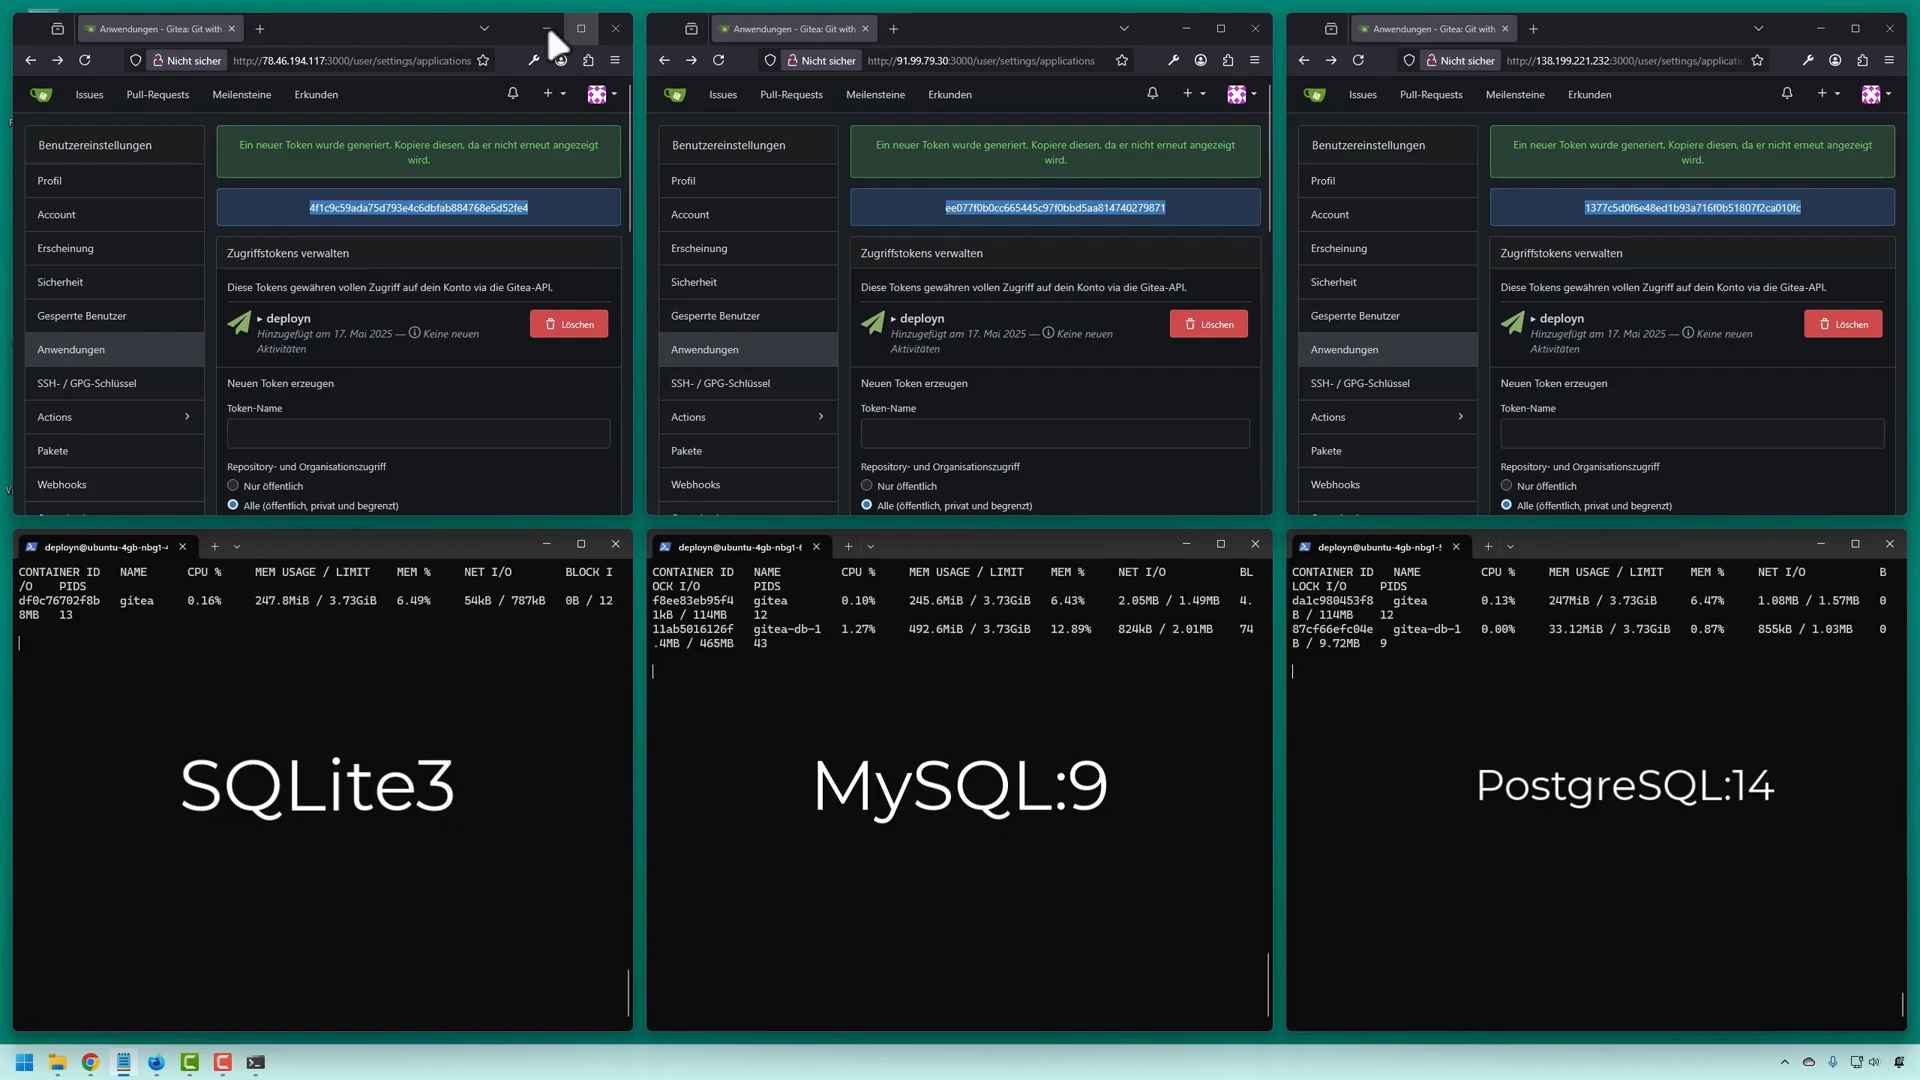 Anwendungen - Gitea: Git with
Nicht sicher
http://78.46.194.117:3000/user/settings/applications
Issues
Pull-Requests
Meilensteine
Erkunden
Benutzereinstellungen
Profil
Account
Erscheinung
Sicherheit
Gesperrte Benutzer
Anwendungen
SSH- / GPG-Schlüssel
Actions
Pakete
Webhooks
Ein neuer Token wurde generiert. Kopiere diesen, da er nicht erneut angezeigt
wird.
4f1c9c59ada75d793e4c6dbfab884768e5d52fe4
Zugriffstokens verwalten
Diese Tokens gewähren vollen Zugriff auf dein Konto via die Gitea-API.
deployn
Hinzugefügt am 17. Mai 2025 — Keine neuen
Aktivitäten
Löschen
Neuen Token erzeugen
Token-Name
Repository- und Organisationszugriff
Nur öffentlich
Alle (öffentlich, privat und begrenzt)
Anwendungen - Gitea: Git with
Nicht sicher
http://91.99.79.30:3000/user/settings/applications
Issues
Pull-Requests
Meilensteine
Erkunden
Benutzereinstellungen
Profil
Account
Erscheinung
Sicherheit
Gesperrte Benutzer
Anwendungen
SSH- / GPG-Schlüssel
Actions
Pakete
Webhooks
Ein neuer Token wurde generiert. Kopiere diesen, da er nicht erneut angezeigt
wird.
ee077f0b0cc665445c97f0bbd5aa814740279871
Zugriffstokens verwalten
Diese Tokens gewähren vollen Zugriff auf dein Konto via die Gitea-API.
deployn
Hinzugefügt am 17. Mai 2025 — Keine neuen
Aktivitäten
Löschen
Neuen Token erzeugen
Token-Name
Repository- und Organisationszugriff
Nur öffentlich
Alle (öffentlich, privat und begrenzt)
Anwendungen - Gitea: Git with
Nicht sicher
http://138.199.221.232:3000/user/settings/applicatic
Issues
Pull-Requests
Meilensteine
Erkunden
Benutzereinstellungen
Profil
Account
Erscheinung
Sicherheit
Gesperrte Benutzer
Anwendungen
SSH- / GPG-Schlüssel
Actions
Pakete
Webhooks
Ein neuer Token wurde generiert. Kopiere diesen, da er nicht erneut angezeigt
wird.
1377c5d0f6e48ed1b93a716f0b51807f2ca010fc
Zugriffstokens verwalten
Diese Tokens gewähren vollen Zugriff auf dein Konto via die Gitea-API.
deployn
Hinzugefügt am 17. Mai 2025 — Keine neuen
Aktivitäten
Löschen
Neuen Token erzeugen
Token-Name
Repository- und Organisationszugriff
Nur öffentlich
Alle (öffentlich, privat und begrenzt)
deployn@ubuntu-4gb-nbg1-4
CONTAINER ID NAME CPU % MEM USAGE / LIMIT MEM % NET I/O BLOCK I
/O PIDS
df0c76702f8b gitea 0.16% 247.8MiB / 3.73GiB 6.49% 54kB / 787kB 0B / 12
8MB 13
SQLite3
deployn@ubuntu-4gb-nbg1-6
CONTAINER ID NAME CPU % MEM USAGE / LIMIT MEM % NET I/O BL
OCK I/O PIDS
f8ee83eb95f4 gitea 0.10% 245.6MiB / 3.73GiB 6.43% 2.05MB / 1.49MB 4.
1kB / 114MB 12
11ab5016126f gitea-db-1 1.27% 492.6MiB / 3.73GiB 12.89% 824kB / 2.01MB 74
.4MB / 465MB 43
MySQL:9
deployn@ubuntu-4gb-nbg1-5
CONTAINER ID NAME CPU % MEM USAGE / LIMIT MEM % NET I/O B
LOCK I/O PIDS
da1c980453f8 gitea 0.13% 247MiB / 3.73GiB 6.47% 1.08MB / 1.57MB 0
B / 114MB 12
87cf66efc04e gitea-db-1 0.00% 33.12MiB / 3.73GiB 0.87% 855kB / 1.03MB 0
B / 9.72MB 9
PostgreSQL:14